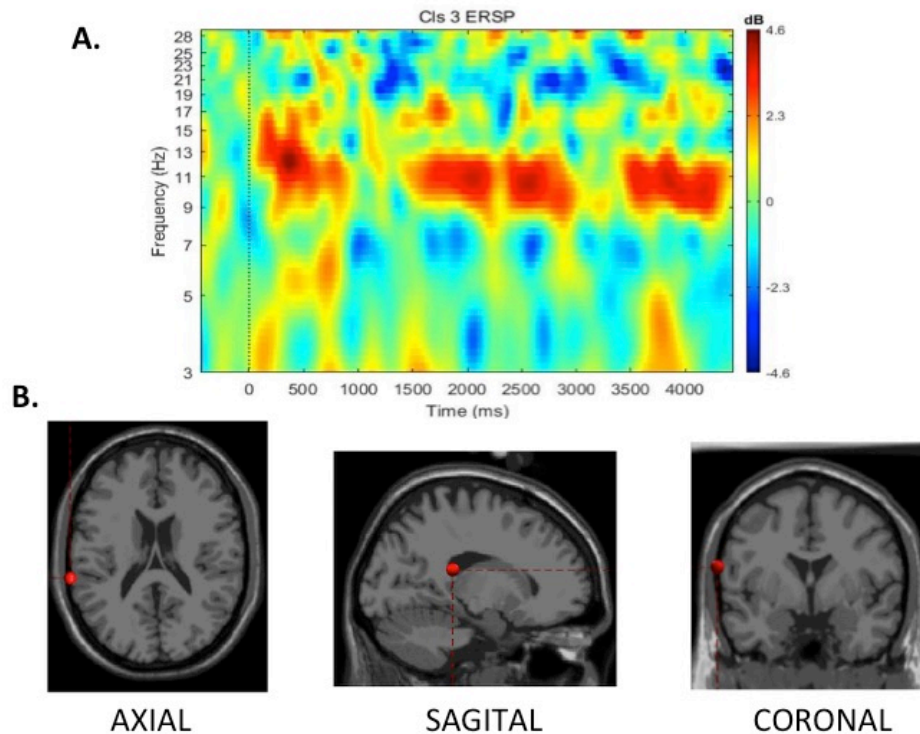 A.
Cls 3 ERSP
dB
Frequency (Hz)
28
25
23
21
19
17
15
13
11
9
7
5
3
4.6
2.3
0
-2.3
-4.6
0 500 1000 1500 2000 2500 3000 3500 4000
Time (ms)
B.
AXIAL SAGITAL CORONAL